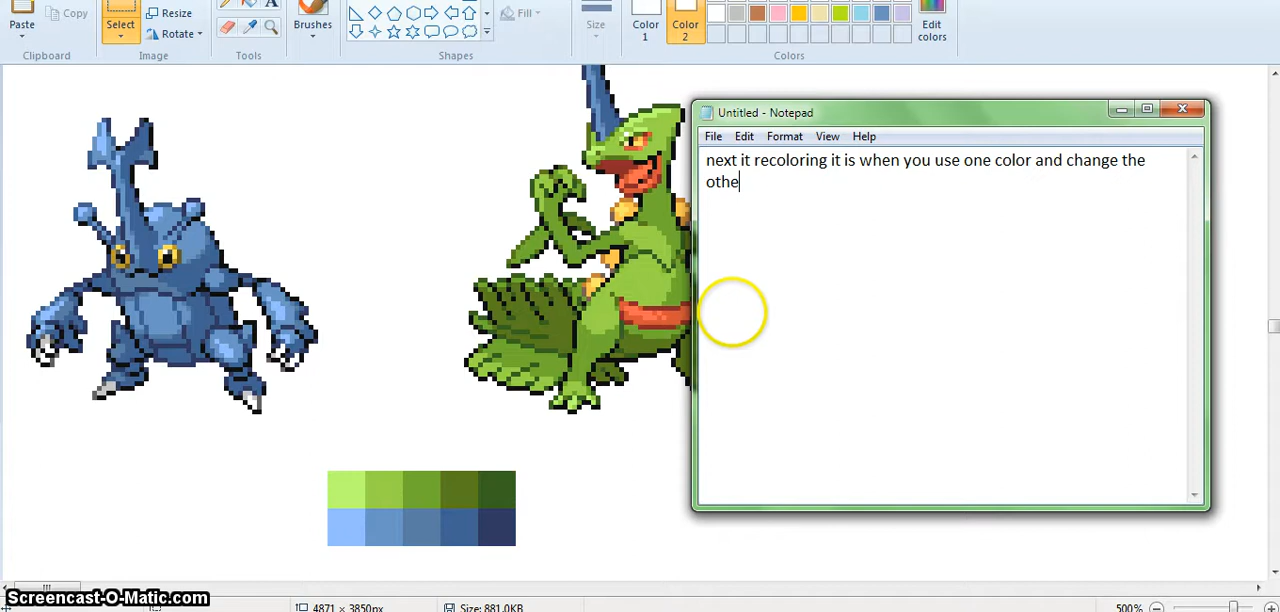 Paste
Copy
Clipboard
Select
Resize
Rotate
Image
Tools
Brushes
Fill
Shapes
Size
Color
1
Color
2
Edit
colors
Colors
Untitled - Notepad
File Edit Format View Help
next it recoloring it is when you use one color and change the
othe
Screencast-O-Matic.com
4871 × 3850px
Size: 881.0KB
500%